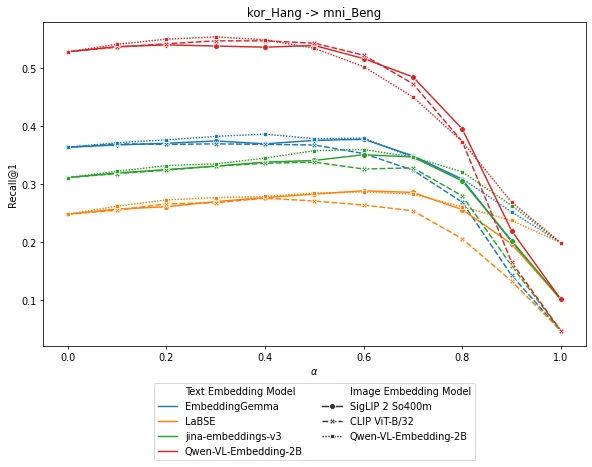 kor_Hang -> mni_Beng
0.5
0.4
0.3
0.2
0.1
Recall@1
0.0 0.2 0.4 0.6 0.8 1.0
α
Text Embedding Model
EmbeddingGemma
LaBSE
jina-embeddings-v3
Qwen-VL-Embedding-2B
Image Embedding Model
SigLIP 2 So400m
CLIP ViT-B/32
Qwen-VL-Embedding-2B